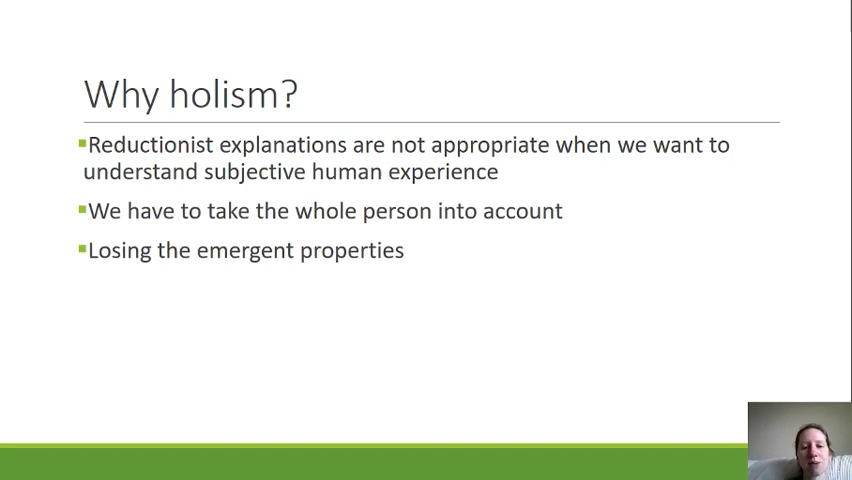 Why holism?
▪Reductionist explanations are not appropriate when we want to
understand subjective human experience
▪We have to take the whole person into account
▪Losing the emergent properties